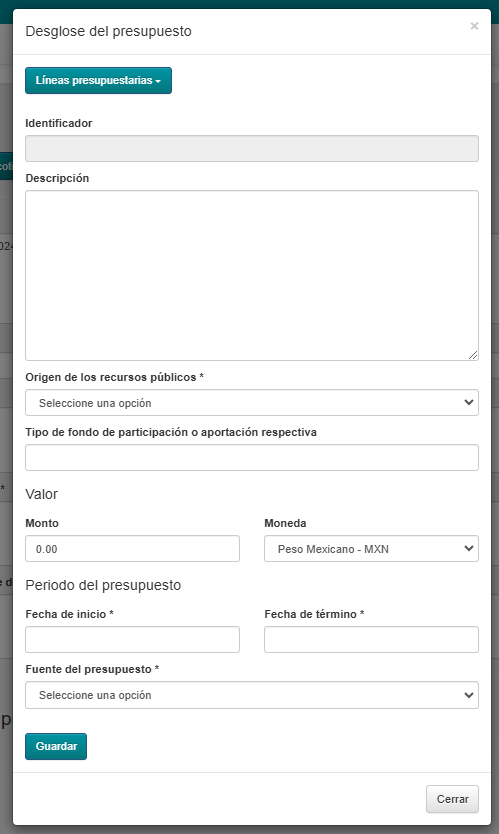 Desglose del presupuesto ×
Líneas presupuestarias
Identificador
Descripción
Origen de los recursos públicos *
Seleccione una opción
Tipo de fondo de participación o aportación respectiva
Valor
Monto Moneda
0.00 Peso Mexicano - MXN
Periodo del presupuesto
Fecha de inicio * Fecha de término *
Fuente del presupuesto *
Seleccione una opción
Guardar
Cerrar